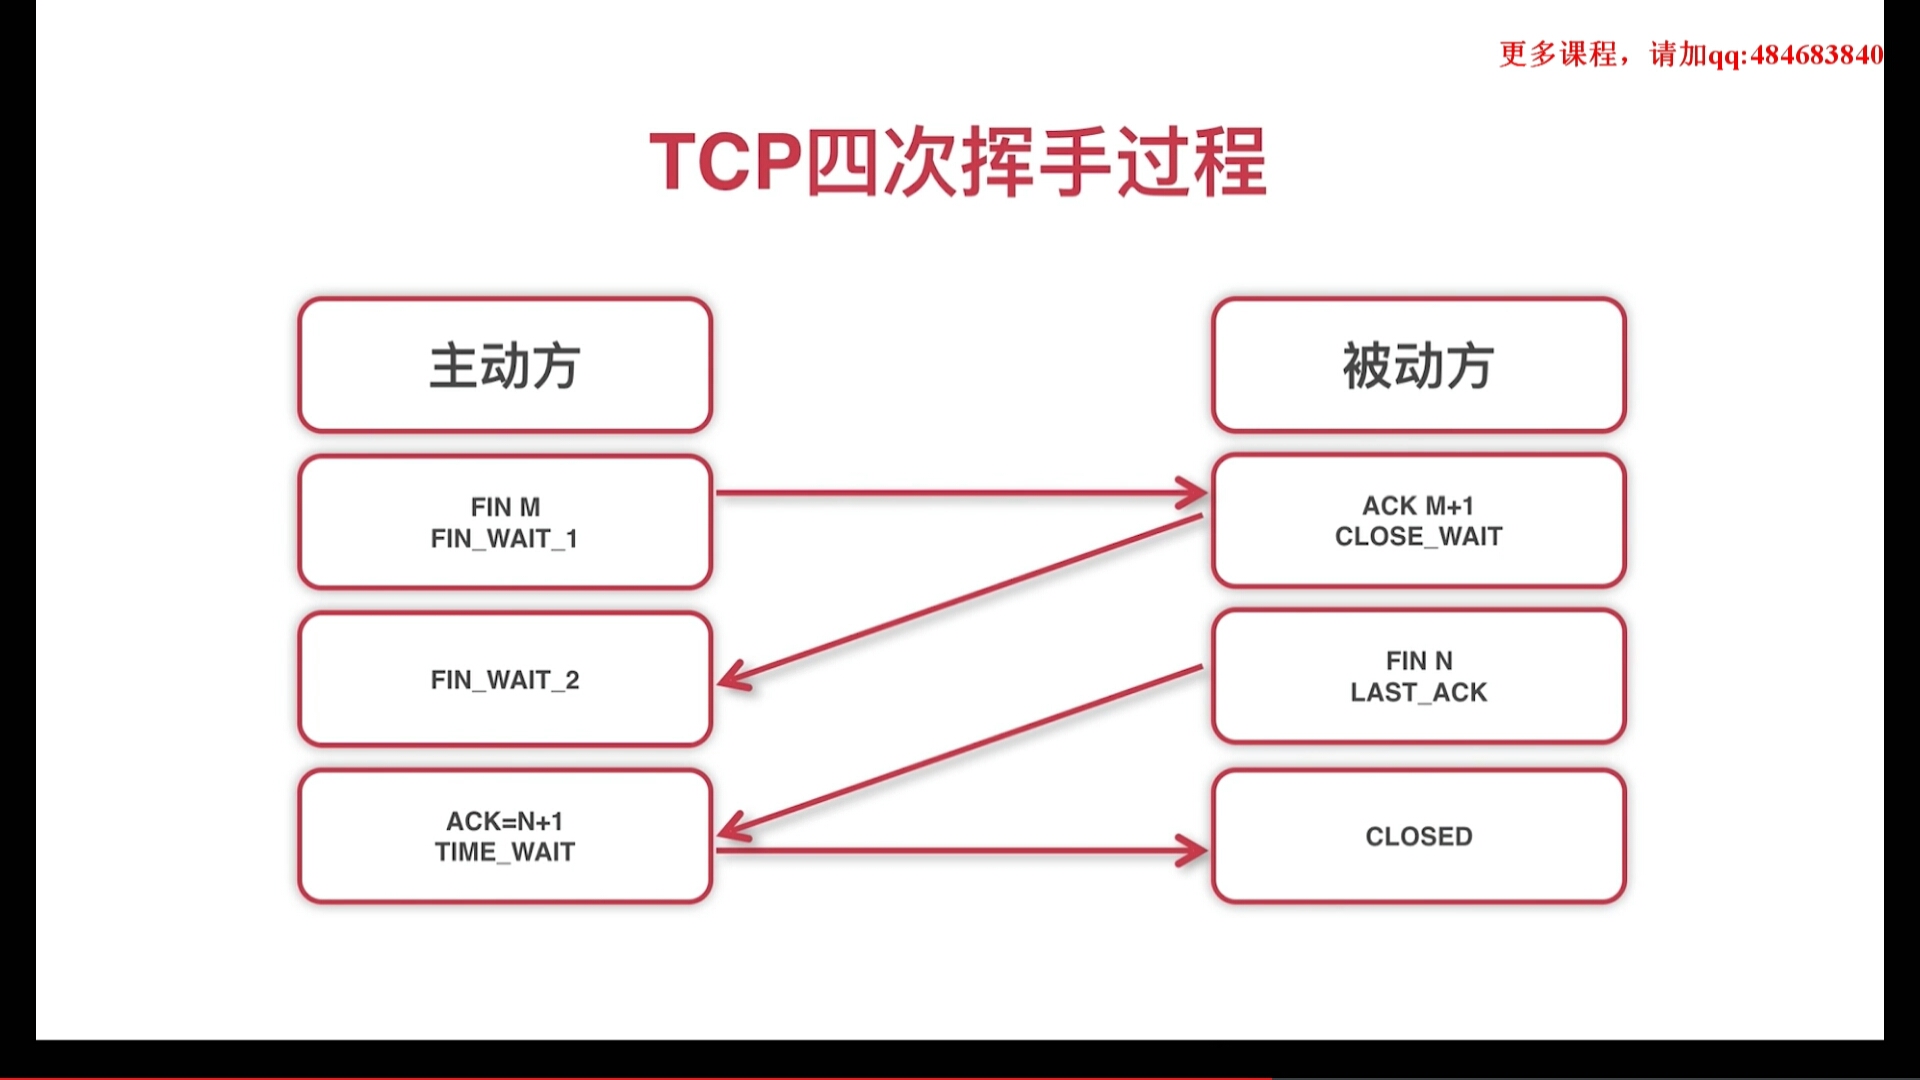 更多课程，请加qq:484683840
TCP四次挥手过程
主动方
被动方
FIN M
FIN_WAIT_1
ACK M+1
CLOSE_WAIT
FIN_WAIT_2
FIN N
LAST_ACK
ACK=N+1
TIME_WAIT
CLOSED